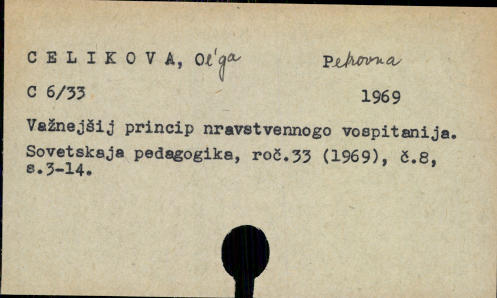 C E L I K O V A, Ol'ga Petrovna
C 6/33 1969
Važnejšij princip nravstvennogo vospitanija.
Sovetskaja pedagogika, roč.33 (1969), č.8,
s.3-14.